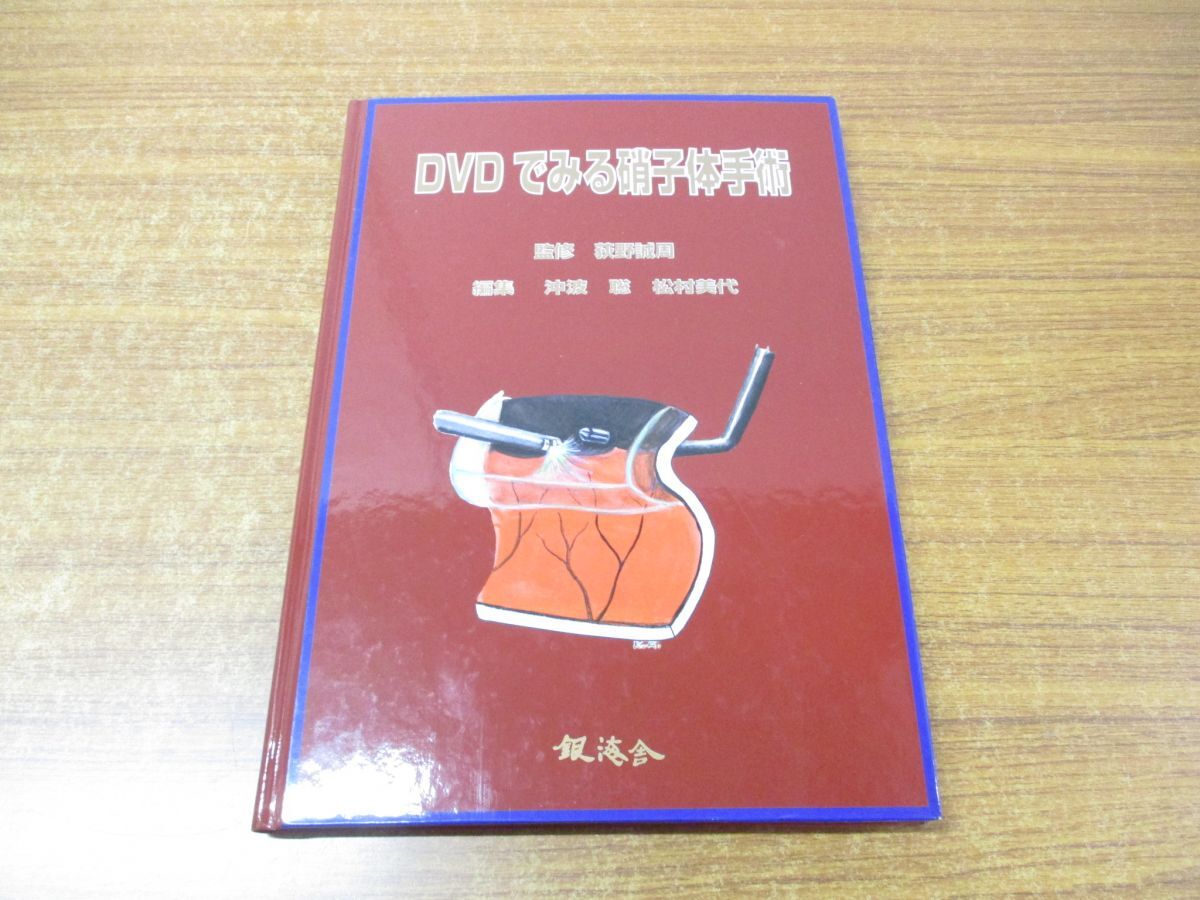 DVDでみる硝子体手術
監修 荻野誠周
編集 沖波 聡 松村美代
銀海舎